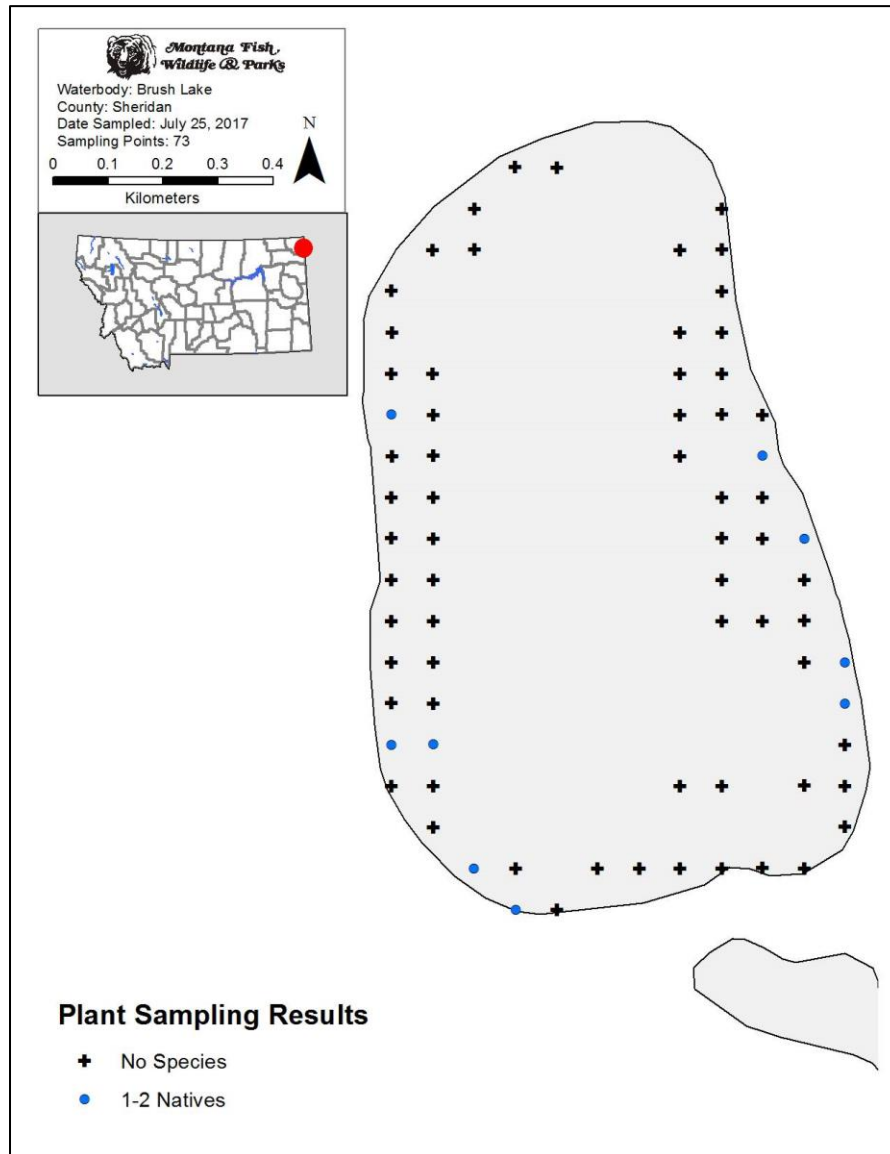 Montana Fish,
Wildlife & Parks
Waterbody: Brush Lake
County: Sheridan
Date Sampled: July 25, 2017
Sampling Points: 73
N
0 0.1 0.2 0.3 0.4
Kilometers
Plant Sampling Results
No Species
1-2 Natives